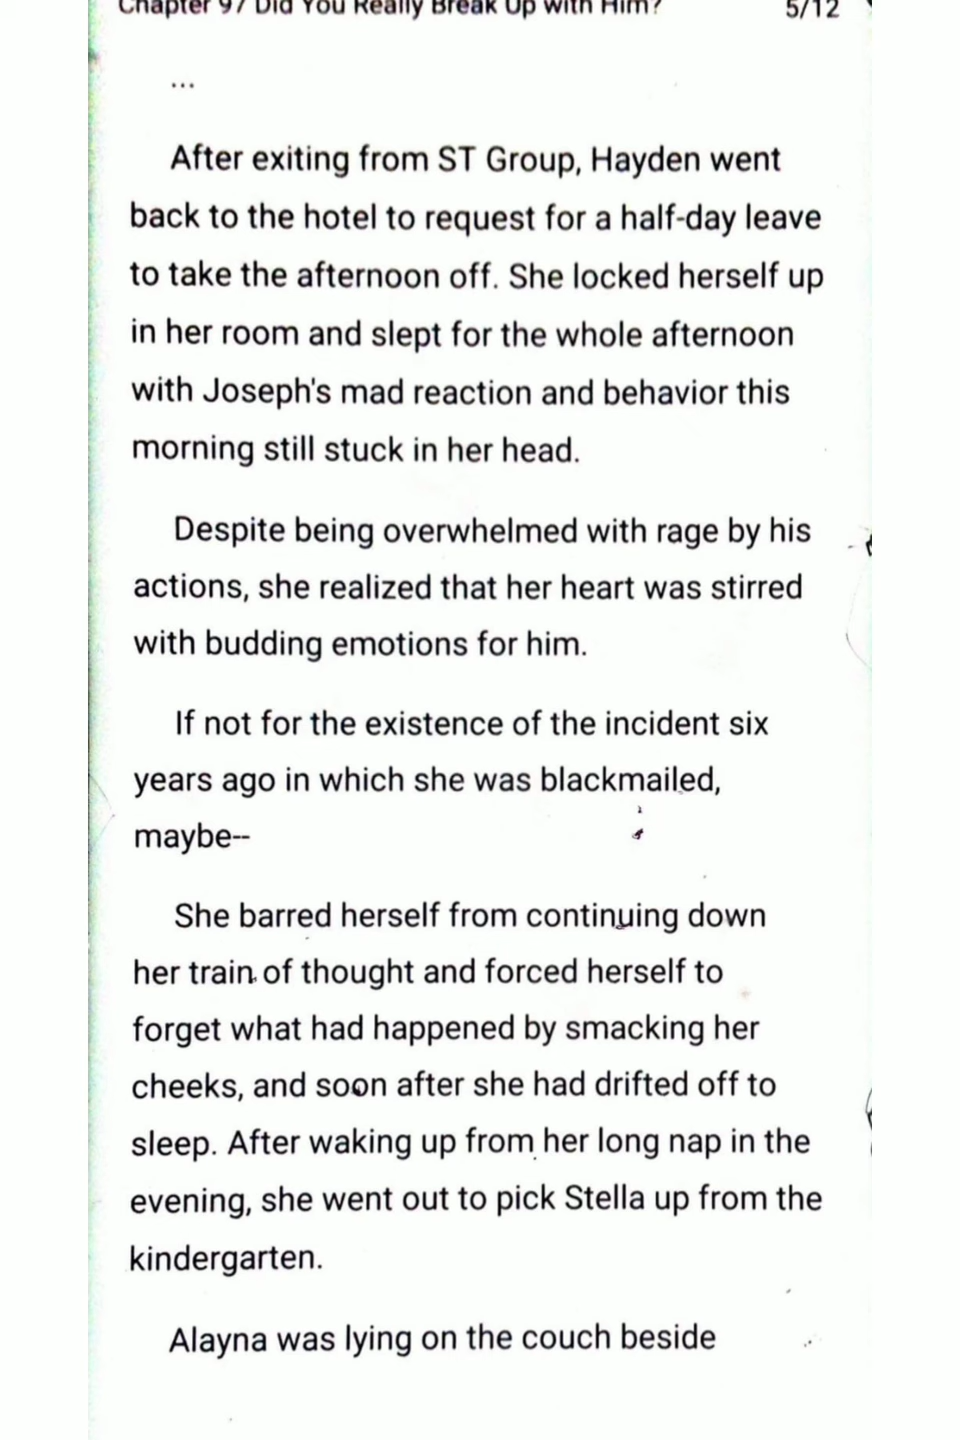 Chapter 97 Did You Really Break Up with Him? 5/12
...
After exiting from ST Group, Hayden went
back to the hotel to request for a half-day leave
to take the afternoon off. She locked herself up
in her room and slept for the whole afternoon
with Joseph's mad reaction and behavior this
morning still stuck in her head.
Despite being overwhelmed with rage by his
actions, she realized that her heart was stirred
with budding emotions for him.
If not for the existence of the incident six
years ago in which she was blackmailed,
maybe--
She barred herself from continuing down
her train of thought and forced herself to
forget what had happened by smacking her
cheeks, and soon after she had drifted off to
sleep. After waking up from her long nap in the
evening, she went out to pick Stella up from the
kindergarten.
Alayna was lying on the couch beside